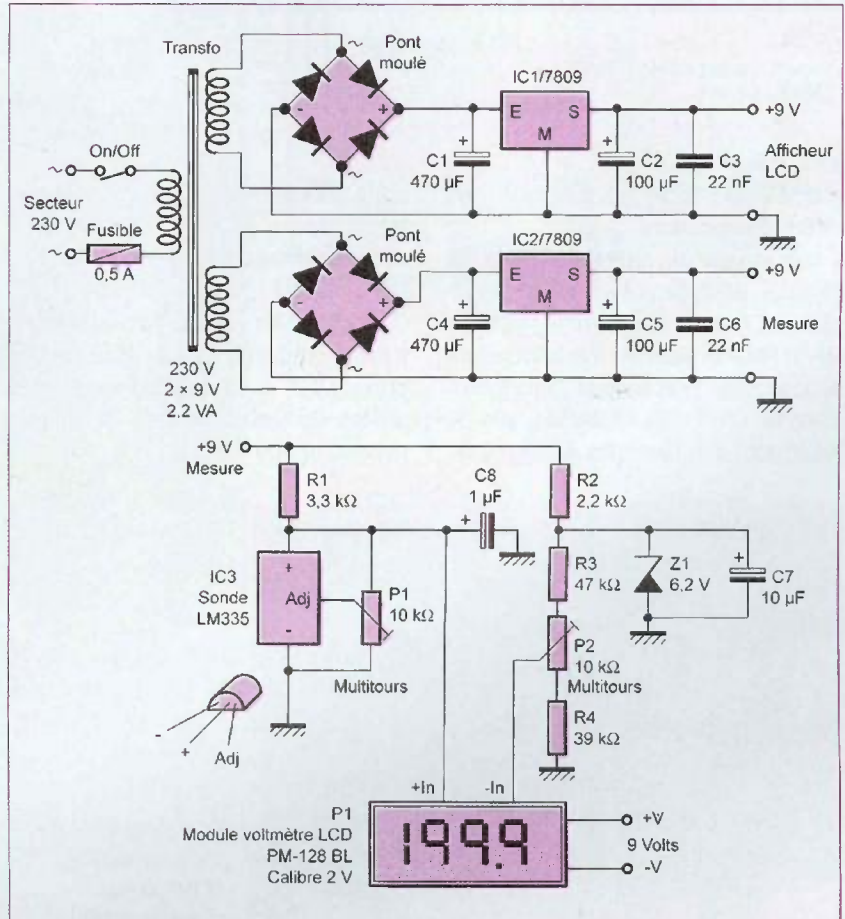 Transfo
Pont
moulé
~
~
-
+
IC1/7809
E
S
M
+
C1
470 µF
+
C2
100 µF
C3
22 nF
+9 V
Afficheur
LCD
~
On/Off
Secteur
230 V
Fusible
~
0,5 A
Pont
moulé
~
~
-
+
IC2/7809
E
S
M
+
C4
470 µF
+
C5
100 µF
C6
22 nF
+9 V
Mesure
230 V
2 × 9 V
2,2 VA
+9 V
Mesure
R1
3,3 kΩ
C8
1 µF
+
R2
2,2 kΩ
IC3
Sonde
LM335
+
Adj
-
P1
10 kΩ
Multitours
R3
47 kΩ
Z1
6,2 V
+
C7
10 µF
P2
10 kΩ
Multitours
R4
39 kΩ
-
+
Adj
+In
-In
P1
Module voltmètre LCD
PM-128 BL
Calibre 2 V
199.9
+V
9 Volts
-V